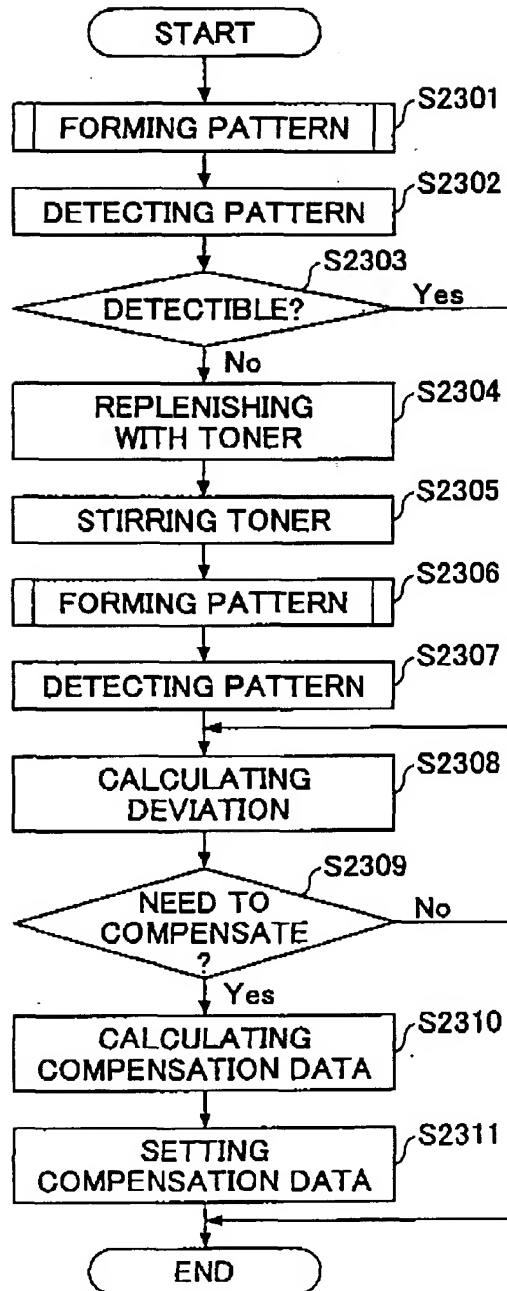 START
S2301
FORMING PATTERN
S2302
DETECTING PATTERN
S2303
DETECTIBLE?
Yes
No
S2304
REPLENISHING
WITH TONER
S2305
STIRRING TONER
S2306
FORMING PATTERN
S2307
DETECTING PATTERN
S2308
CALCULATING
DEVIATION
S2309
NEED TO
COMPENSATE
?
No
Yes
S2310
CALCULATING
COMPENSATION DATA
S2311
SETTING
COMPENSATION DATA
END